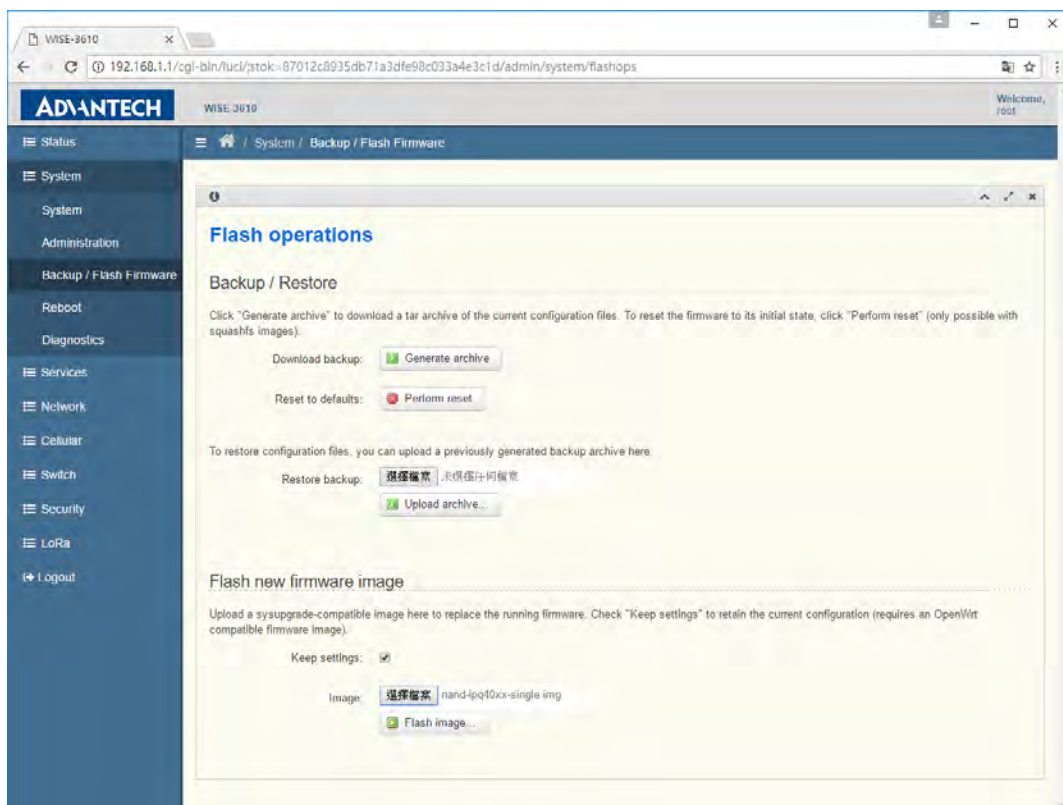 WISE-3610
192.168.1.1/cgi-bin/luci/;stok=87012c8935db71a3dfe98c033a4e3c1d/admin/system/flashops
ADVANTECH
WISE-3610
Welcome,
root
Status
/ System / Backup / Flash Firmware
System
System
Administration
Backup / Flash Firmware
Reboot
Diagnostics
Services
Network
Cellular
Switch
Security
LoRa
Logout
Flash operations
Backup / Restore
Click "Generate archive" to download a tar archive of the current configuration files. To reset the firmware to its initial state, click "Perform reset" (only possible with
squashfs images).
Download backup: Generate archive
Reset to defaults: Perform reset
To restore configuration files, you can upload a previously generated backup archive here.
Restore backup: 選擇檔案 未選擇任何檔案
Upload archive...
Flash new firmware image
Upload a sysupgrade-compatible image here to replace the running firmware. Check "Keep settings" to retain the current configuration (requires an OpenWrt
compatible firmware image).
Keep settings:
Image: 選擇檔案 nand-ipq40xx-single.img
Flash image...